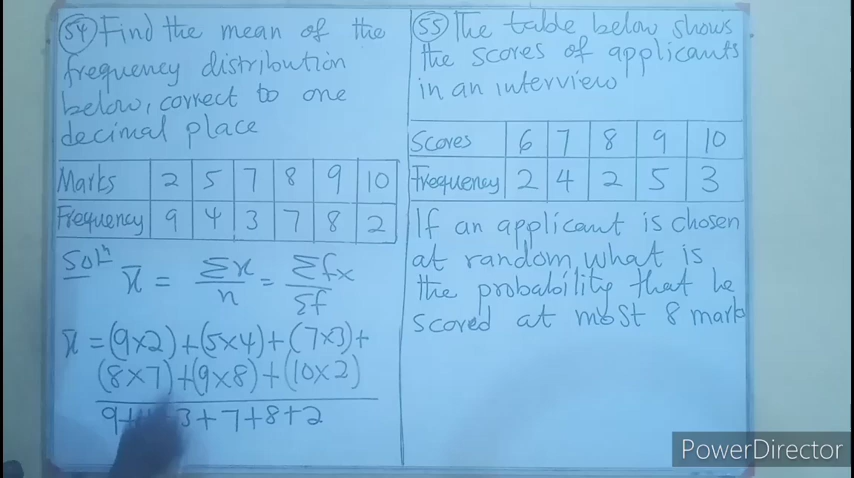 54 Find the mean of the
frequency distribution
below, correct to one
decimal place
Marks 2 5 7 8 9 10
Frequency 9 4 3 7 8 2
Soln
x̄ = Σx/n = Σfx/Σf
x̄ = (9×2)+(5×4)+(7×3)+
(8×7)+(9×8)+(10×2)
9+ 3+7+8+2
55 The table below shows
the scores of applicants
in an interview
Scores 6 7 8 9 10
Frequency 2 4 2 5 3
If an applicant is chosen
at random, what is
the probability that he
scored at most 8 mark
PowerDirector